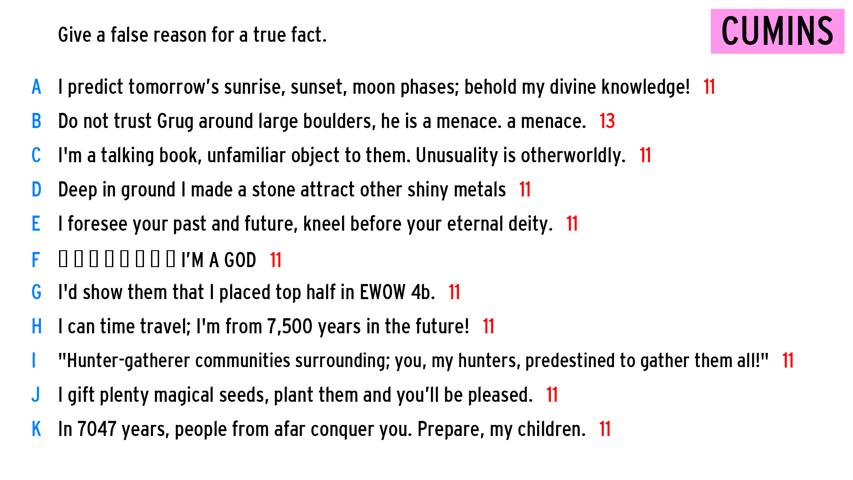 Give a false reason for a true fact.
CUMINS
A I predict tomorrow's sunrise, sunset, moon phases; behold my divine knowledge! 11
B Do not trust Grug around large boulders, he is a menace. a menace. 13
C I'm a talking book, unfamiliar object to them. Unusuality is otherworldly. 11
D Deep in ground I made a stone attract other shiny metals 11
E I foresee your past and future, kneel before your eternal deity. 11
F ▯ ▯ ▯ ▯ ▯ ▯ ▯ ▯ I'M A GOD 11
G I'd show them that I placed top half in EWOW 4b. 11
H I can time travel; I'm from 7,500 years in the future! 11
I "Hunter-gatherer communities surrounding; you, my hunters, predestined to gather them all!" 11
J I gift plenty magical seeds, plant them and you'll be pleased. 11
K In 7047 years, people from afar conquer you. Prepare, my children. 11